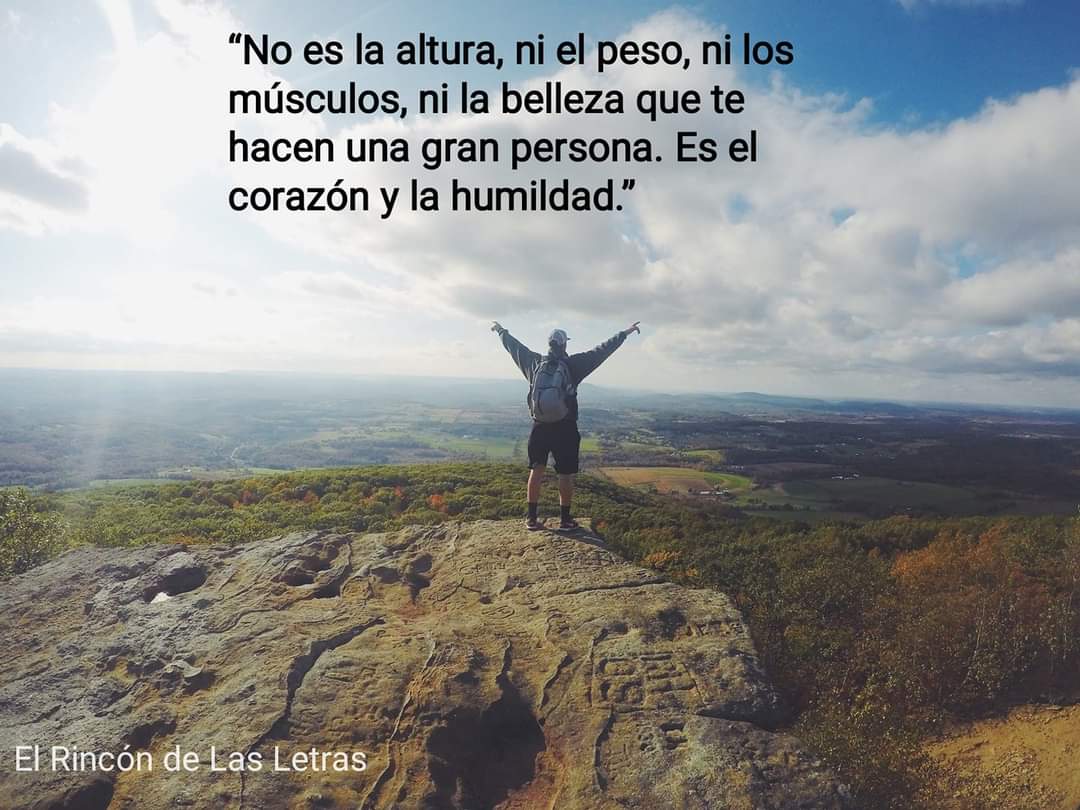 “No es la altura, ni el peso, ni los
músculos, ni la belleza que te
hacen una gran persona. Es el
corazón y la humildad.”
El Rincón de Las Letras